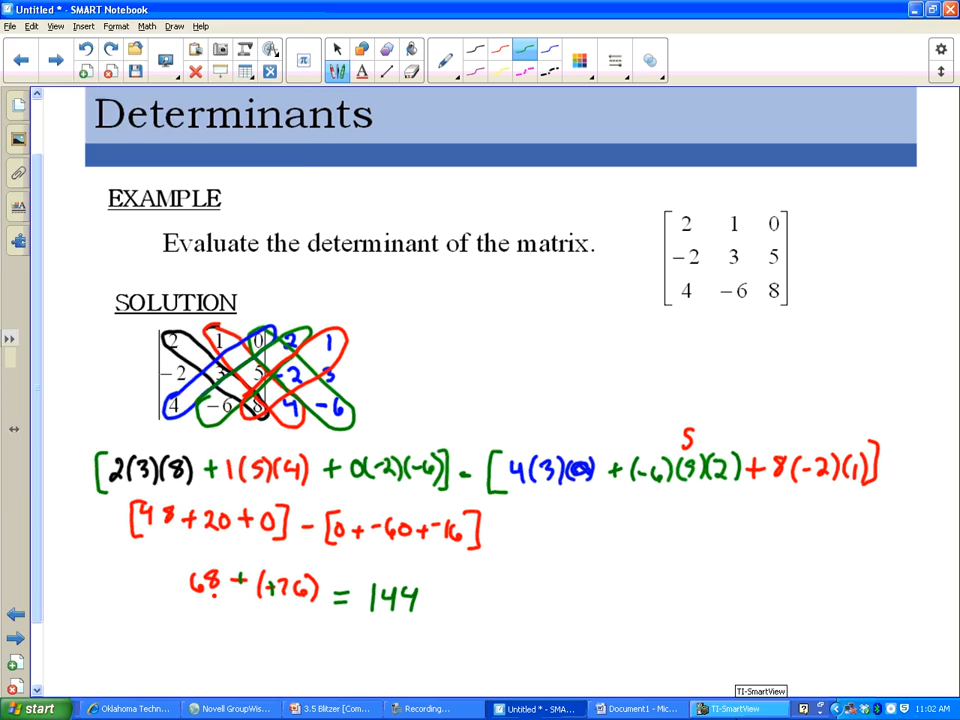 Untitled * - SMART Notebook
File Edit View Insert Format Math Draw Tools Help
Determinants
EXAMPLE
Evaluate the determinant of the matrix.
2 1 0
-2 3 5
4 -6 8
SOLUTION
2 1 0 2 1
-2 3 5 -2 3
4 -6 8 4 -6
5
[2(3)(8) + 1(5)(4) + 0(-2)(-6)] - [4(3)(0) + (-6)(5)(2) + 8(-2)(1)]
[48 + 20 + 0] - [0 + -60 + -16]
68 + (+76) = 144
TI-SmartView
start
Oklahoma Technolo...
Novell GroupWis...
3.5 Blitzer [Com...
Recording...
Untitled * - SMA...
Document1 - Mic...
TI-SmartView
11:02 AM